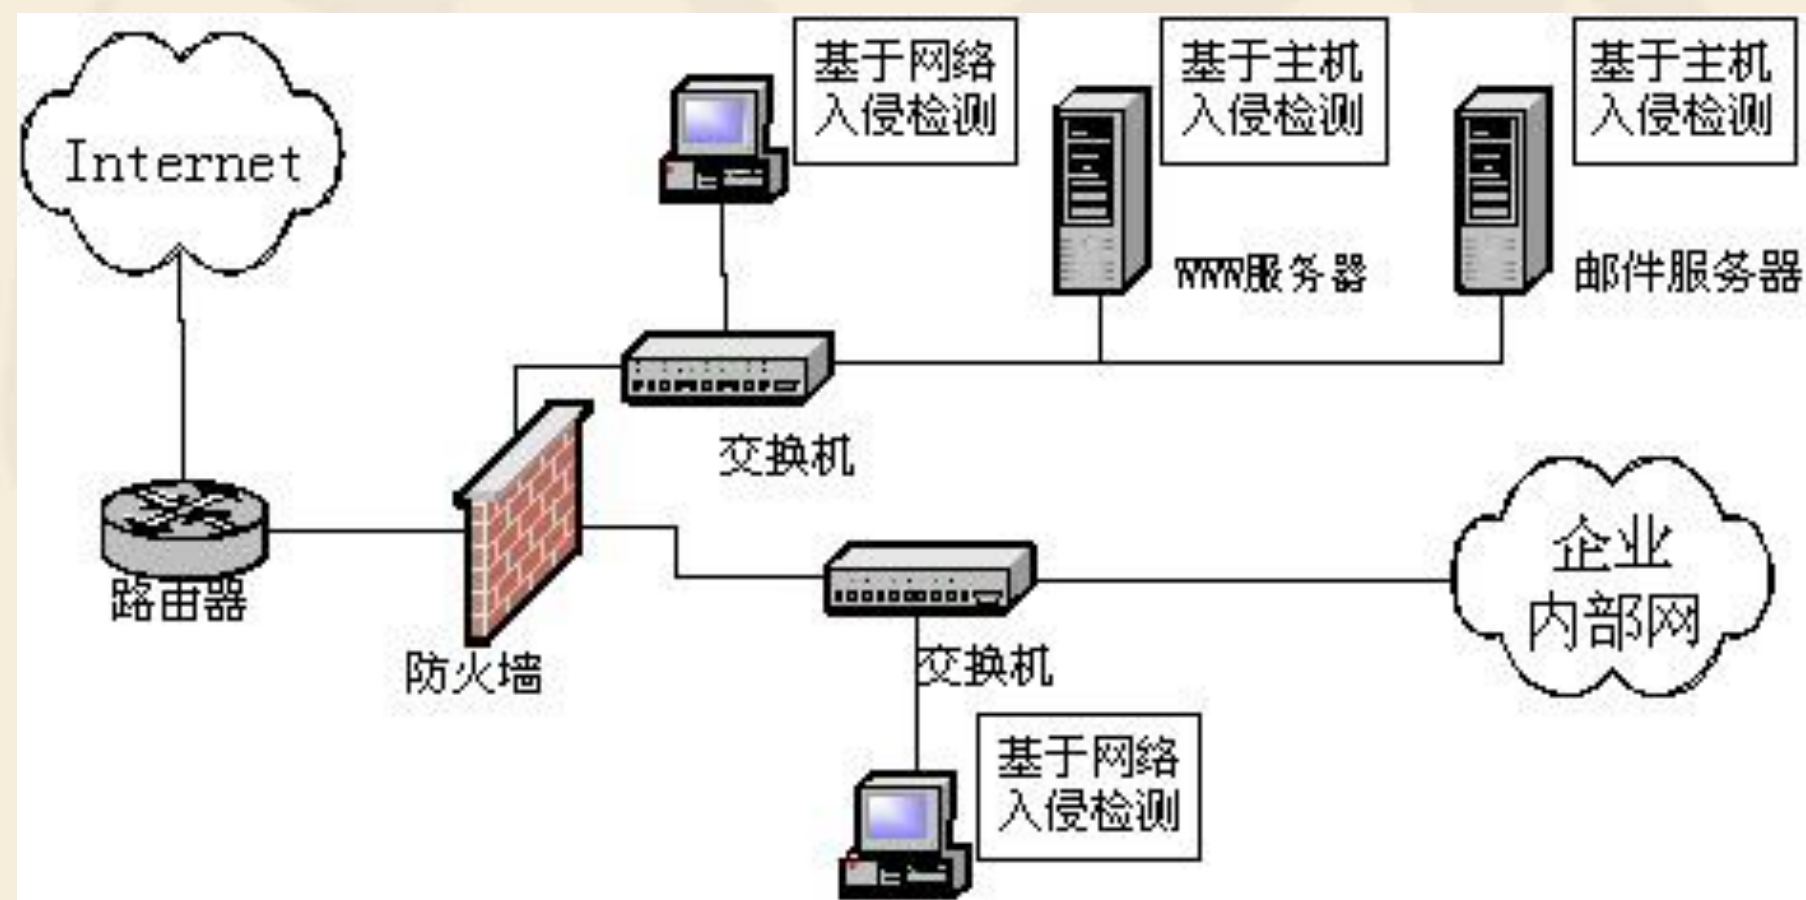 Internet
基于网络
入侵检测
基于主机
入侵检测
基于主机
入侵检测
WWW服务器
邮件服务器
交换机
路由器
防火墙
交换机
企业
内部网
基于网络
入侵检测